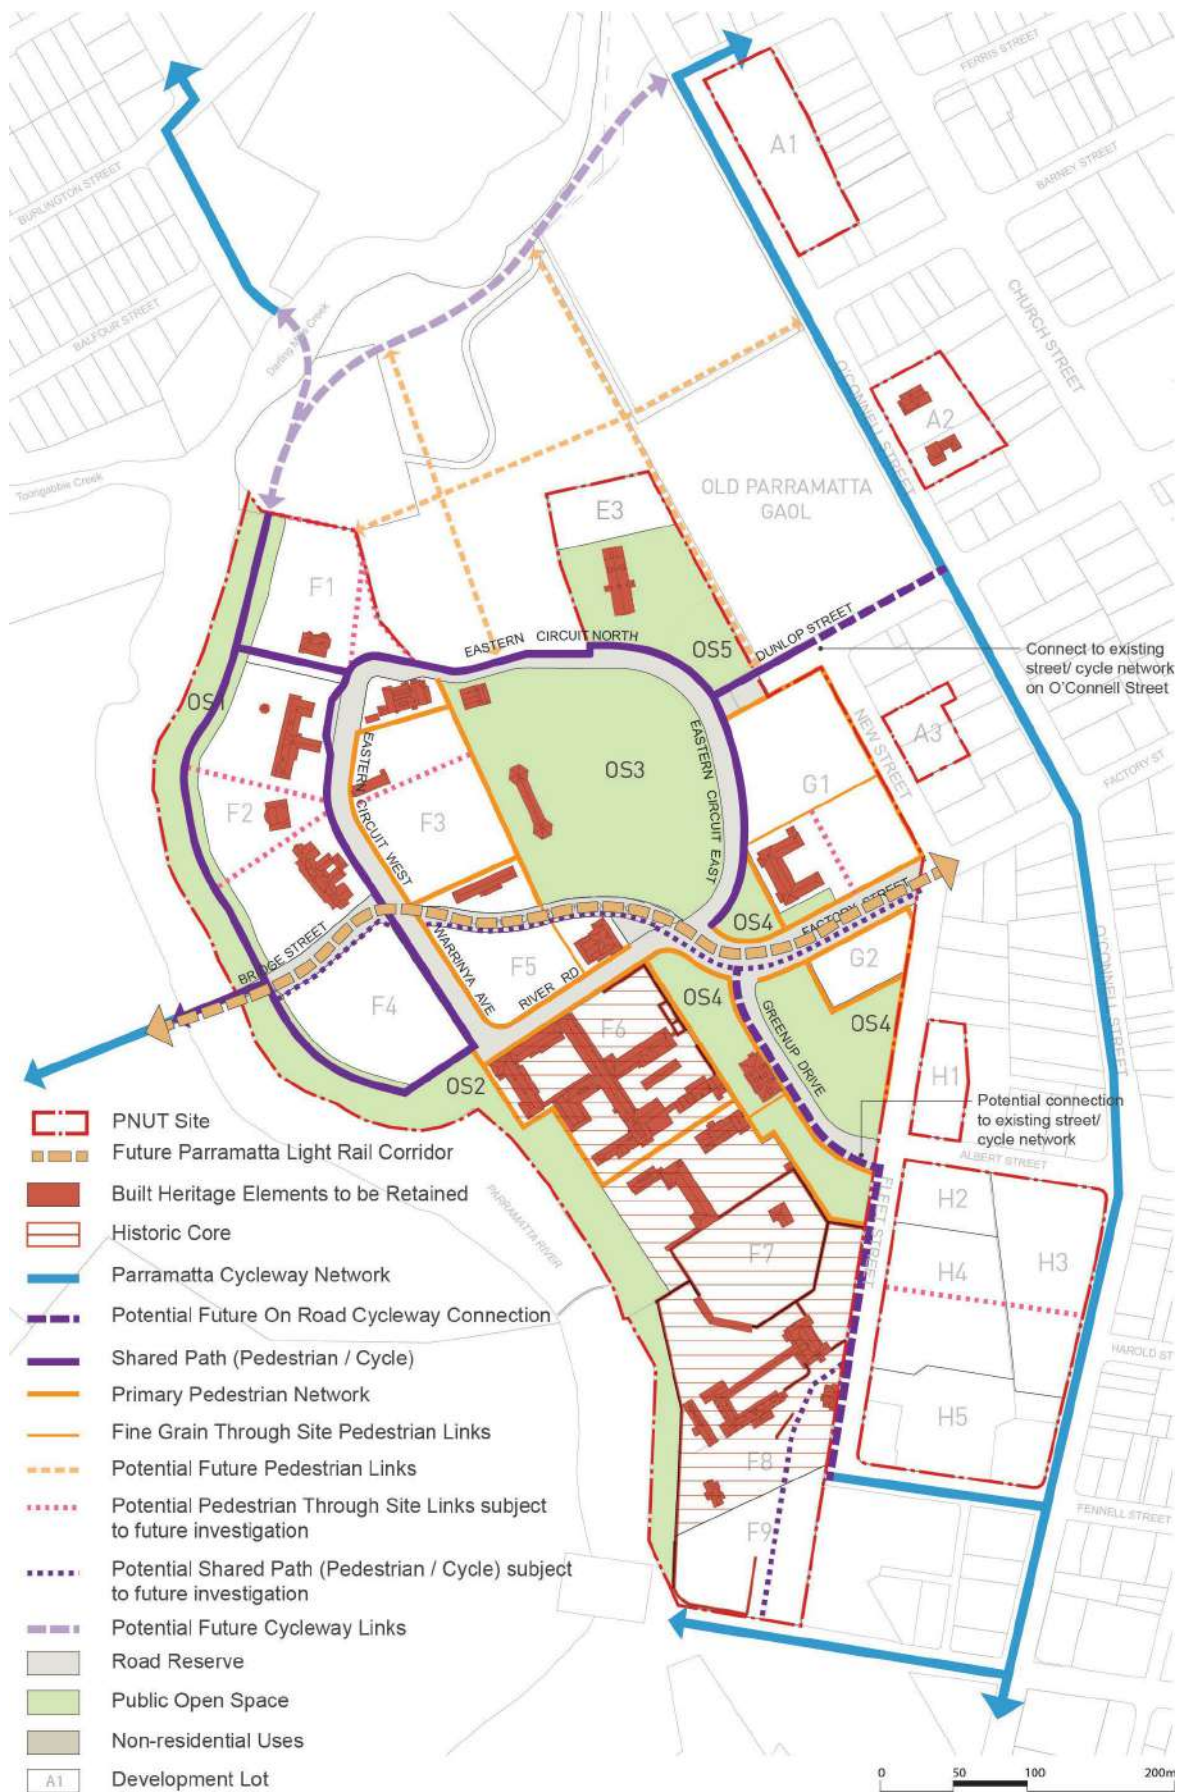 FERRIS STREET
A1
BARNEY STREET
BURLINGTON STREET
BALFOUR STREET
CHURCH STREET
O'CONNELL STREET
A2
Toongabbie Creek
OLD PARRAMATTA
GAOL
E3
F1
EASTERN CIRCUIT NORTH
OS5
DUNLOP STREET
Connect to existing
street/ cycle network
on O'Connell Street
OS1
NEW STREET
A3
FACTORY ST
EASTERN CIRCUIT WEST
OS3
EASTERN CIRCUIT EAST
G1
F2
F3
OS4
FACTORY STREET
BRIDGE STREET
WARRINYA AVE
F5
RIVER RD
G2
F4
OS4
GREENUP DRIVE
OS4
O'CONNELL STREET
F6
OS2
H1
Potential connection
to existing street/
cycle network
ALBERT STREET
FLEET STREET
H2
PARRAMATTA RIVER
F7
H4
H3
HAROLD ST
H5
F8
F9
FENNELL STREET
PNUT Site
Future Parramatta Light Rail Corridor
Built Heritage Elements to be Retained
Historic Core
Parramatta Cycleway Network
Potential Future On Road Cycleway Connection
Shared Path (Pedestrian / Cycle)
Primary Pedestrian Network
Fine Grain Through Site Pedestrian Links
Potential Future Pedestrian Links
Potential Pedestrian Through Site Links subject
to future investigation
Potential Shared Path (Pedestrian / Cycle) subject
to future investigation
Potential Future Cycleway Links
Road Reserve
Public Open Space
Non-residential Uses
A1 Development Lot
0 50 100 200m